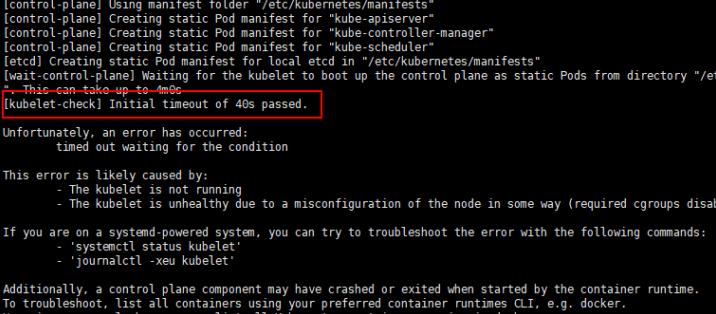 [control-plane] Using manifest folder "/etc/kubernetes/manifests"
[control-plane] Creating static Pod manifest for "kube-apiserver"
[control-plane] Creating static Pod manifest for "kube-controller-manager"
[control-plane] Creating static Pod manifest for "kube-scheduler"
[etcd] Creating static Pod manifest for local etcd in "/etc/kubernetes/manifests"
[wait-control-plane] Waiting for the kubelet to boot up the control plane as static Pods from directory "/et
". This can take up to 4m0s
[kubelet-check] Initial timeout of 40s passed.
Unfortunately, an error has occurred:
timed out waiting for the condition
This error is likely caused by:
- The kubelet is not running
- The kubelet is unhealthy due to a misconfiguration of the node in some way (required cgroups disab
If you are on a systemd-powered system, you can try to troubleshoot the error with the following commands:
- 'systemctl status kubelet'
- 'journalctl -xeu kubelet'
Additionally, a control plane component may have crashed or exited when started by the container runtime.
To troubleshoot, list all containers using your preferred container runtimes CLI, e.g. docker.